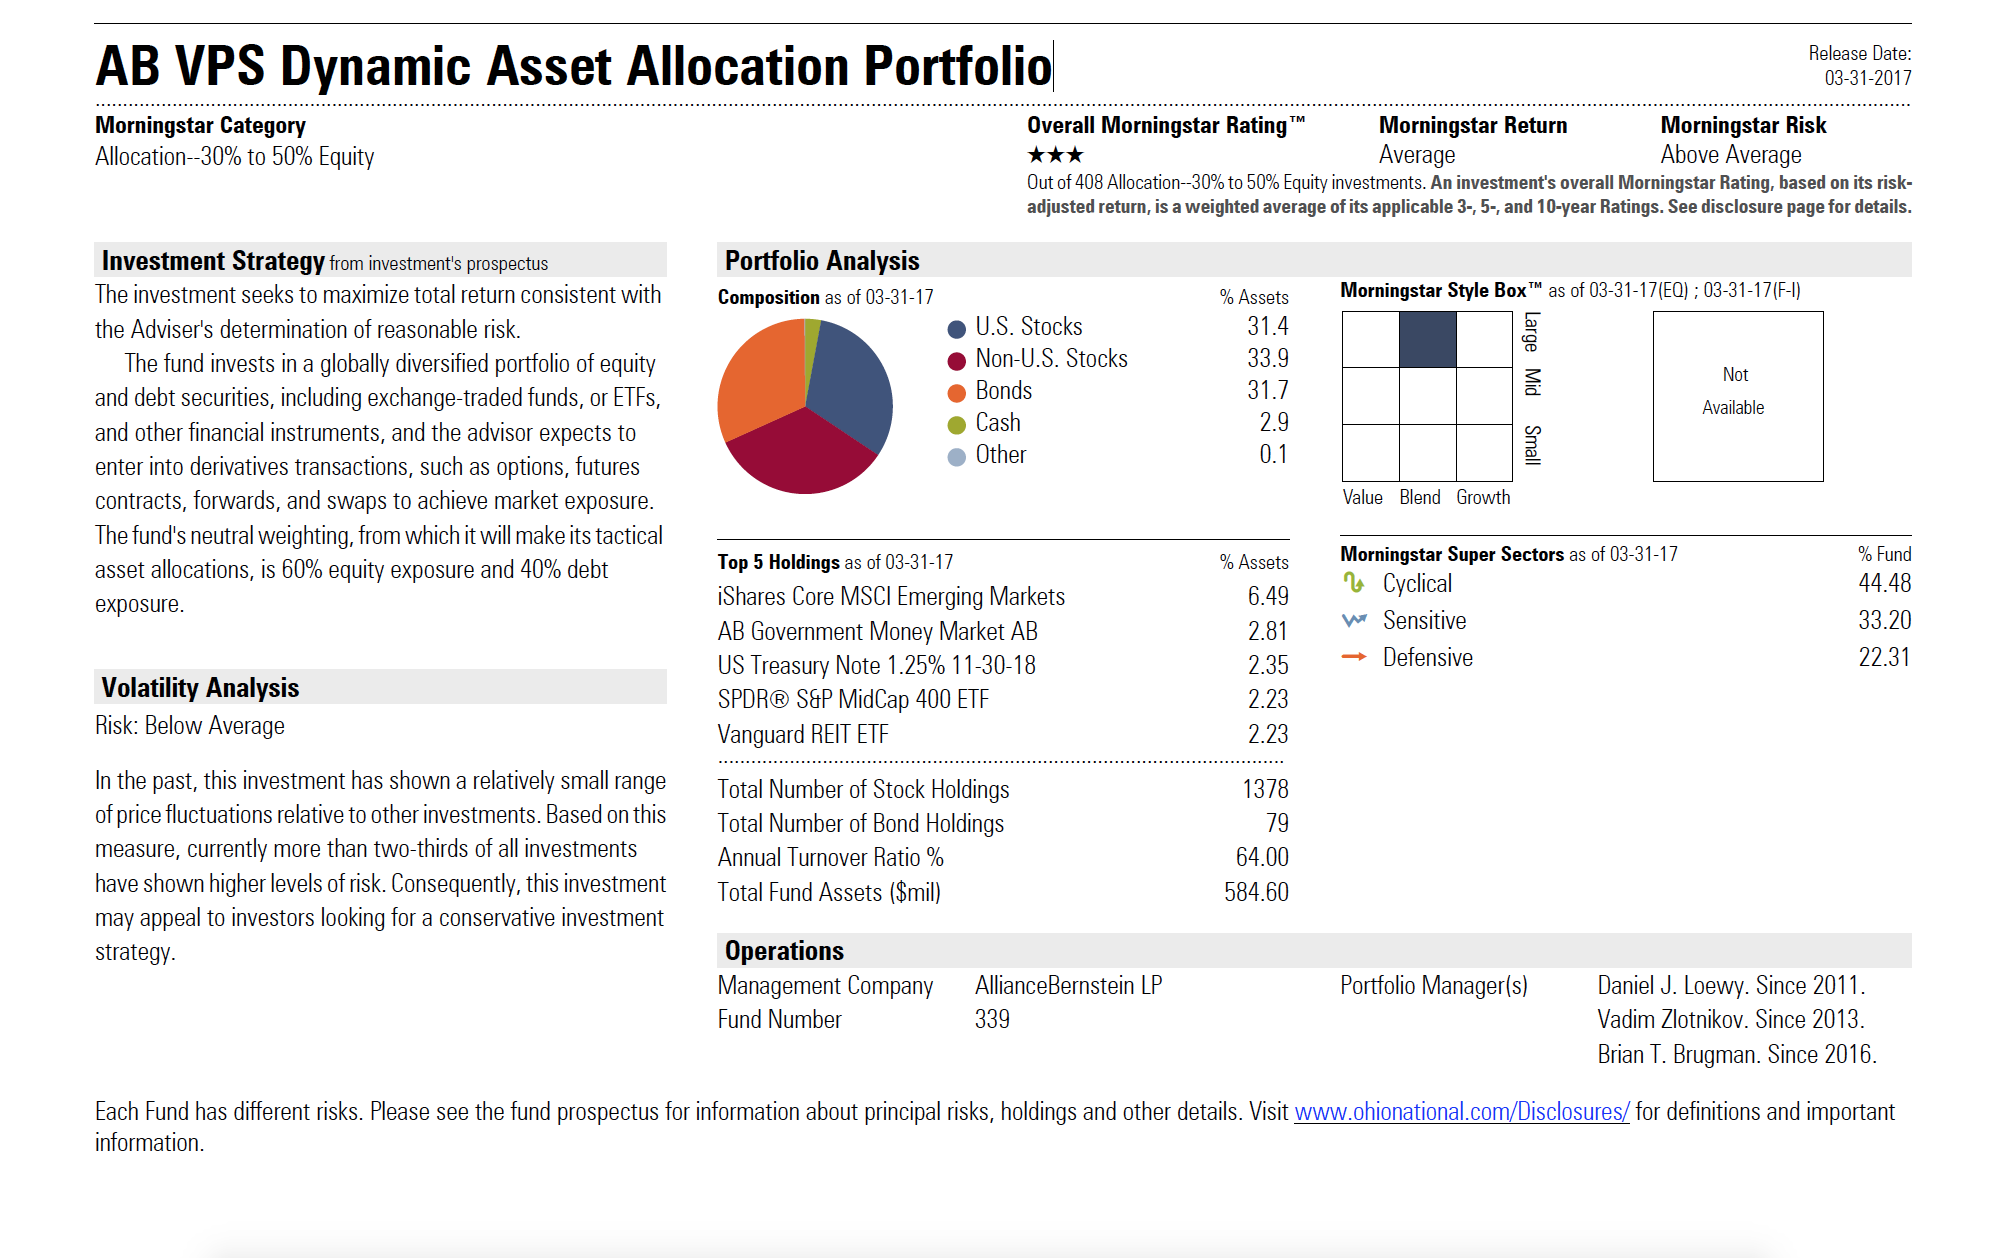 AB VPS Dynamic Asset Allocation Portfolio
Release Date:
03-31-2017
Morningstar Category
Allocation--30% to 50% Equity
Overall Morningstar Rating™
★★★
Morningstar Return
Average
Morningstar Risk
Above Average
Out of 408 Allocation--30% to 50% Equity investments. An investment's overall Morningstar Rating, based on its risk-
adjusted return, is a weighted average of its applicable 3-, 5-, and 10-year Ratings. See disclosure page for details.
Investment Strategy from investment's prospectus
The investment seeks to maximize total return consistent with
the Adviser's determination of reasonable risk.
The fund invests in a globally diversified portfolio of equity
and debt securities, including exchange-traded funds, or ETFs,
and other financial instruments, and the advisor expects to
enter into derivatives transactions, such as options, futures
contracts, forwards, and swaps to achieve market exposure.
The fund's neutral weighting, from which it will make its tactical
asset allocations, is 60% equity exposure and 40% debt
exposure.
Volatility Analysis
Risk: Below Average
In the past, this investment has shown a relatively small range
of price fluctuations relative to other investments. Based on this
measure, currently more than two-thirds of all investments
have shown higher levels of risk. Consequently, this investment
may appeal to investors looking for a conservative investment
strategy.
Portfolio Analysis
Composition as of 03-31-17 % Assets
U.S. Stocks 31.4
Non-U.S. Stocks 33.9
Bonds 31.7
Cash 2.9
Other 0.1
Morningstar Style Box™ as of 03-31-17(EQ) ; 03-31-17(F-I)
Large
Mid
Small
Value Blend Growth
Not
Available
Top 5 Holdings as of 03-31-17 % Assets
iShares Core MSCI Emerging Markets 6.49
AB Government Money Market AB 2.81
US Treasury Note 1.25% 11-30-18 2.35
SPDR® S&P MidCap 400 ETF 2.23
Vanguard REIT ETF 2.23
Total Number of Stock Holdings 1378
Total Number of Bond Holdings 79
Annual Turnover Ratio % 64.00
Total Fund Assets ($mil) 584.60
Morningstar Super Sectors as of 03-31-17 % Fund
Cyclical 44.48
Sensitive 33.20
Defensive 22.31
Operations
Management Company AllianceBernstein LP
Fund Number 339
Portfolio Manager(s) Daniel J. Loewy. Since 2011.
Vadim Zlotnikov. Since 2013.
Brian T. Brugman. Since 2016.
Each Fund has different risks. Please see the fund prospectus for information about principal risks, holdings and other details. Visit www.ohionational.com/Disclosures/ for definitions and important
information.